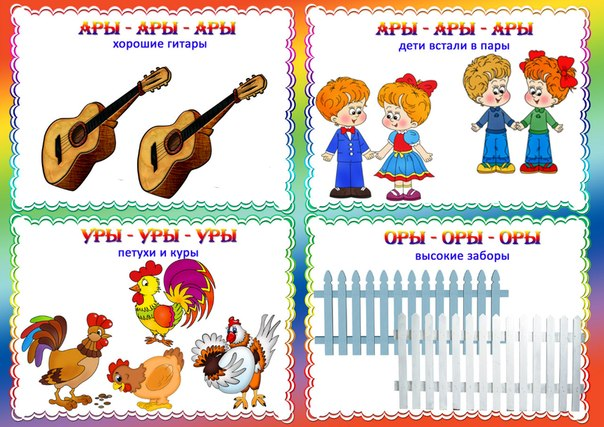 АРЫ - АРЫ - АРЫ
хорошие гитары
АРЫ - АРЫ - АРЫ
дети встали в пары
УРЫ - УРЫ - УРЫ
петухи и куры
ОРЫ - ОРЫ - ОРЫ
высокие заборы